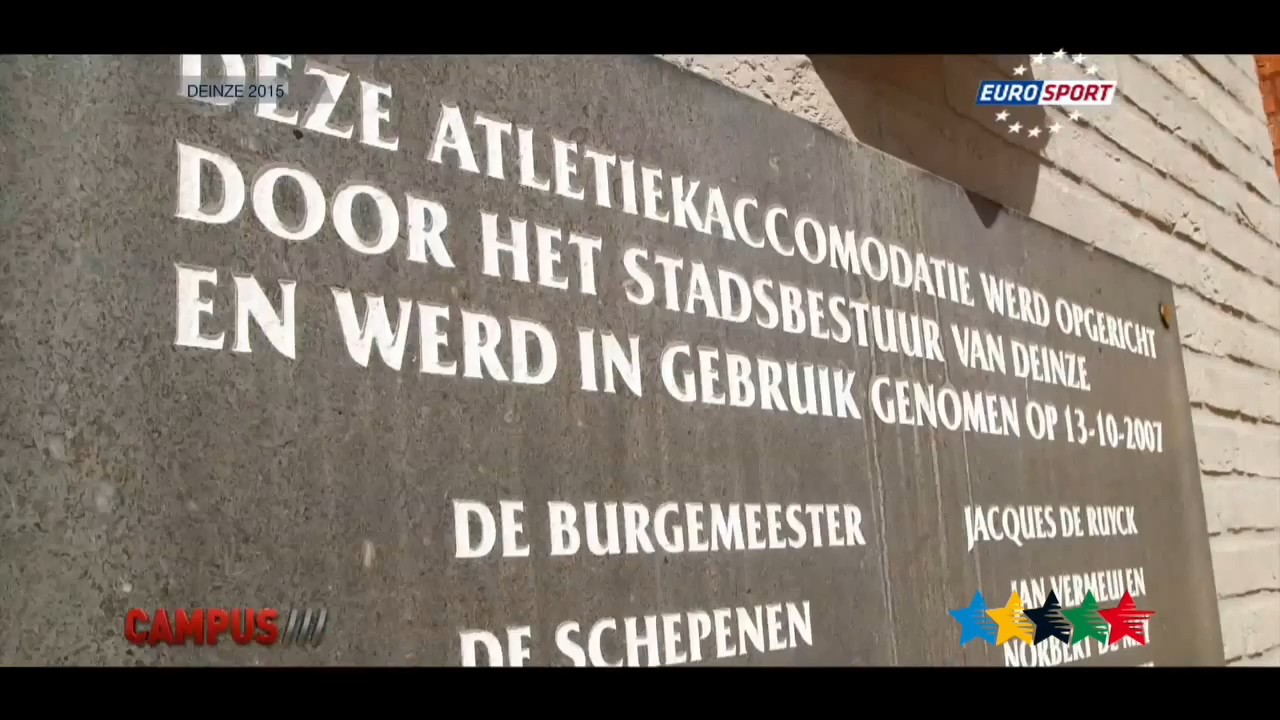 DEINZE 2015
EUROSPORT
DEZE ATLETIEKACCOMODATIE WERD OPGERICHT
DOOR HET STADSBESTUUR VAN DEINZE
EN WERD IN GEBRUIK GENOMEN OP 13-10-2007
DE BURGEMEESTER JACQUES DE RUYCK
JAN VERMEULEN
DE SCHEPENEN
NORBERT DE
CAMPUS